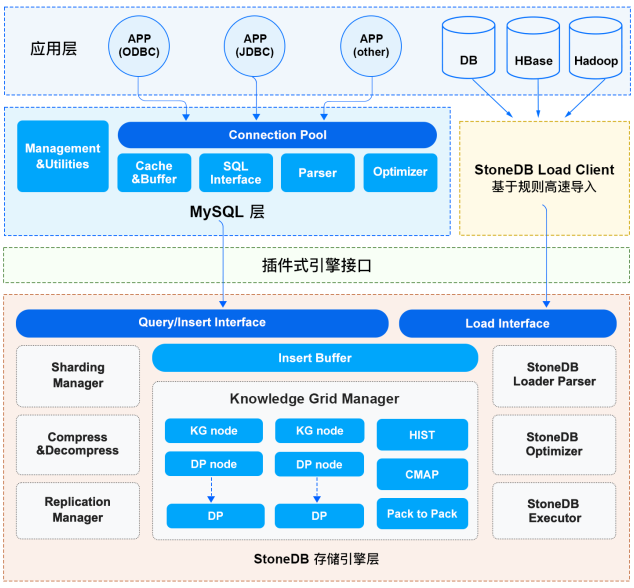 应用层
APP
(ODBC)
APP
(JDBC)
APP
(other)
DB
HBase
Hadoop
Management
&Utilities
Connection Pool
Cache
&Buffer
SQL
Interface
Parser
Optimizer
MySQL 层
StoneDB Load Client
基于规则高速导入
插件式引擎接口
Query/Insert Interface
Load Interface
Sharding
Manager
Compress
&Decompress
Replication
Manager
Insert Buffer
Knowledge Grid Manager
KG node
KG node
HIST
DP node
DP node
CMAP
DP
DP
Pack to Pack
StoneDB
Loader Parser
StoneDB
Optimizer
StoneDB
Executor
StoneDB 存储引擎层